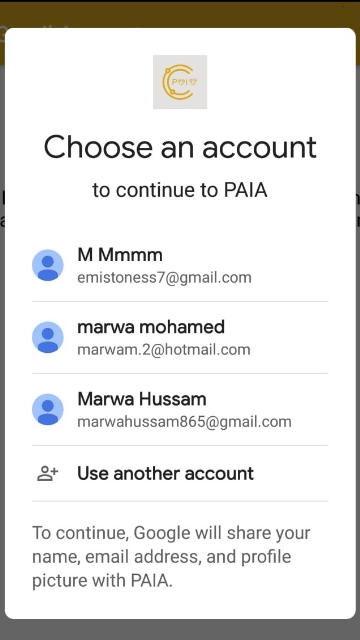 PAIA
Choose an account
to continue to PAIA
M Mmmm
emistoness7@gmail.com
marwa mohamed
marwam.2@hotmail.com
Marwa Hussam
marwahussam865@gmail.com
Use another account
To continue, Google will share your
name, email address, and profile
picture with PAIA.